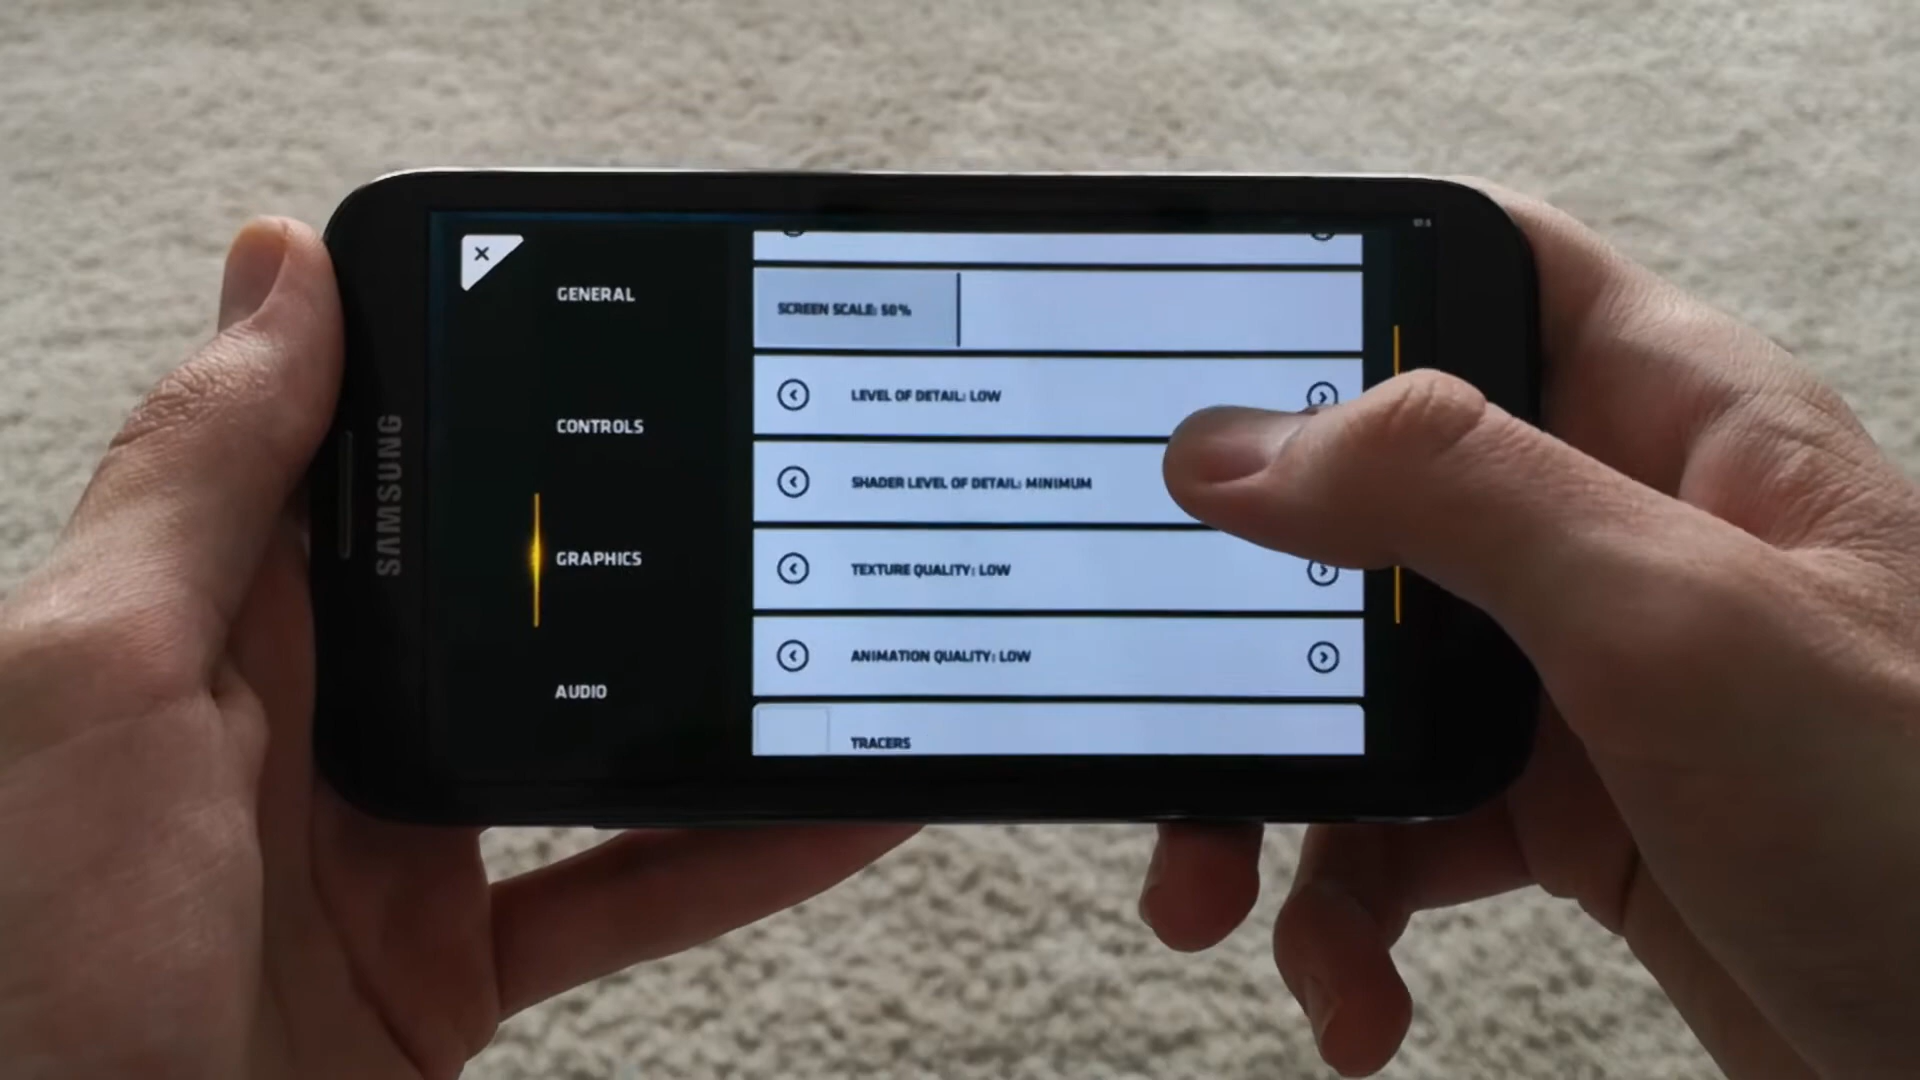 SAMSUNG
×
GENERAL
CONTROLS
GRAPHICS
AUDIO
SCREEN SCALE: 50%
LEVEL OF DETAIL: LOW
SHADER LEVEL OF DETAIL: MINIMUM
TEXTURE QUALITY: LOW
ANIMATION QUALITY: LOW
TRACERS